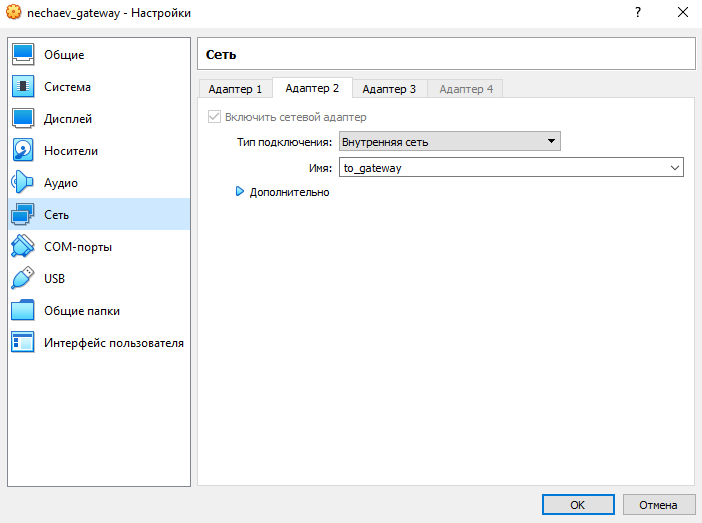 nechaev_gateway - Настройки
?
Общие
Система
Дисплей
Носители
Аудио
Сеть
COM-порты
USB
Общие папки
Интерфейс пользователя
Сеть
Адаптер 1 Адаптер 2 Адаптер 3 Адаптер 4
Включить сетевой адаптер
Тип подключения: Внутренняя сеть
Имя: to_gateway
Дополнительно
OK Отмена